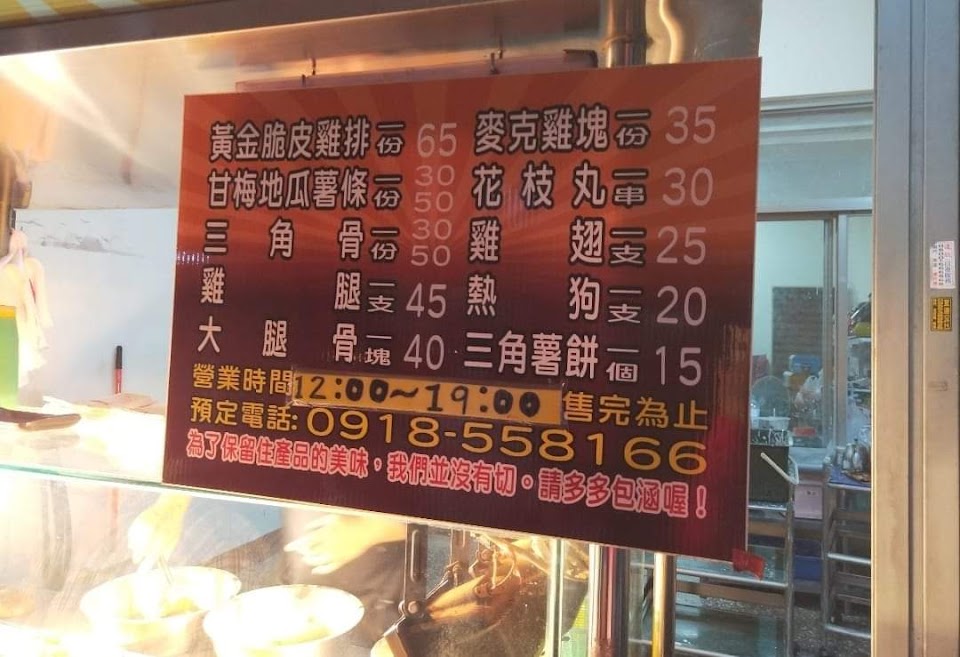 黃金脆皮雞排一份 65 麥克雞塊一份 35
甘梅地瓜薯條一份 30 50 花枝丸一串 30
三角骨一份 30 50 雞翅一支 25
雞腿一支 45 熱狗一支 20
大腿骨一塊 40 三角薯餅一個 15
營業時間 12:00~19:00 售完為止
預定電話:0918-558166
為了保留住產品的美味,我們並沒有切。請多多包涵喔!